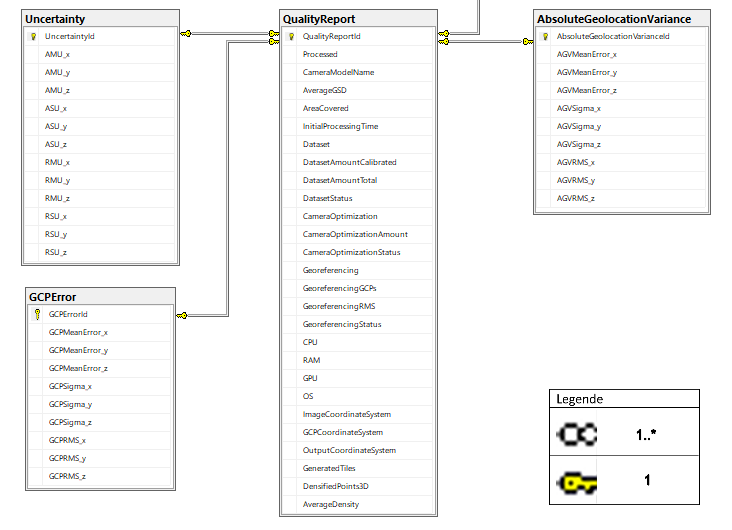 Uncertainty
UncertaintyId
AMU_x
AMU_y
AMU_z
ASU_x
ASU_y
ASU_z
RMU_x
RMU_y
RMU_z
RSU_x
RSU_y
RSU_z
GCPError
GCPErrorId
GCPMeanError_x
GCPMeanError_y
GCPMeanError_z
GCPSigma_x
GCPSigma_y
GCPSigma_z
GCPRMS_x
GCPRMS_y
GCPRMS_z
QualityReport
QualityReportId
Processed
CameraModelName
AverageGSD
AreaCovered
InitialProcessingTime
Dataset
DatasetAmountCalibrated
DatasetAmountTotal
DatasetStatus
CameraOptimization
CameraOptimizationAmount
CameraOptimizationStatus
Georeferencing
GeoreferencingGCPs
GeoreferencingRMS
GeoreferencingStatus
CPU
RAM
GPU
OS
ImageCoordinateSystem
GCPCoordinateSystem
OutputCoordinateSystem
GeneratedTiles
DensifiedPoints3D
AverageDensity
AbsoluteGeolocationVariance
AbsoluteGeolocationVarianceId
AGVMeanError_x
AGVMeanError_y
AGVMeanError_z
AGVSigma_x
AGVSigma_y
AGVSigma_z
AGVRMS_x
AGVRMS_y
AGVRMS_z
Legende
1..*
1